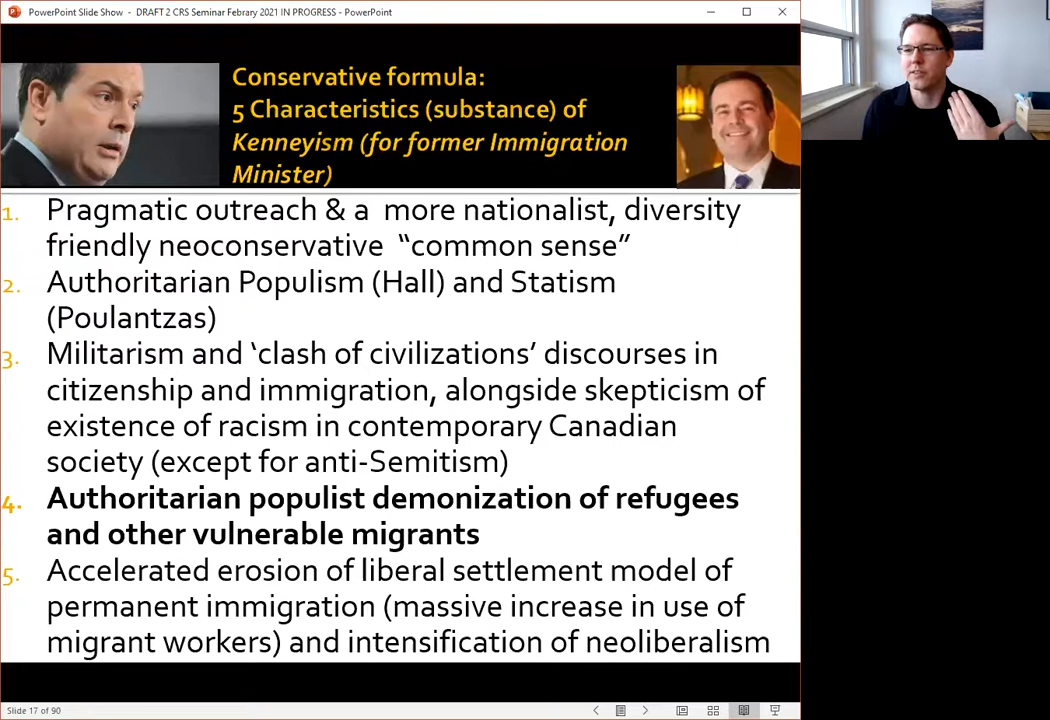 PowerPoint Slide Show - DRAFT 2 CRS Seminar Febrary 2021 IN PROGRESS - PowerPoint
Conservative formula:
5 Characteristics (substance) of
Kenneyism (for former Immigration
Minister)
1. Pragmatic outreach & a more nationalist, diversity
friendly neoconservative “common sense”
2. Authoritarian Populism (Hall) and Statism
(Poulantzas)
3. Militarism and ‘clash of civilizations’ discourses in
citizenship and immigration, alongside skepticism of
existence of racism in contemporary Canadian
society (except for anti-Semitism)
4. Authoritarian populist demonization of refugees
and other vulnerable migrants
5. Accelerated erosion of liberal settlement model of
permanent immigration (massive increase in use of
migrant workers) and intensification of neoliberalism
Slide 17 of 90